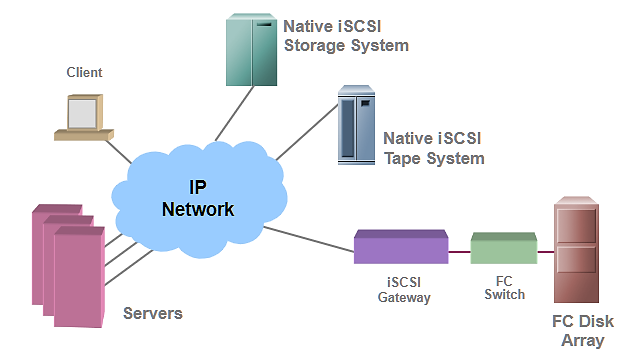 Native iSCSI
Storage System
Client
Native iSCSI
Tape System
IP
Network
iSCSI
Gateway
FC
Switch
Servers
FC Disk
Array